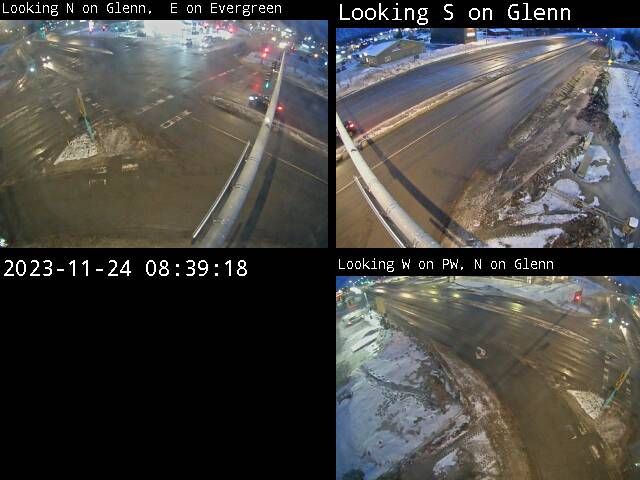 Looking N on Glenn,  E on Evergreen
Looking S on Glenn
2023-11-24 08:39:18
Looking W on PW, N on Glenn